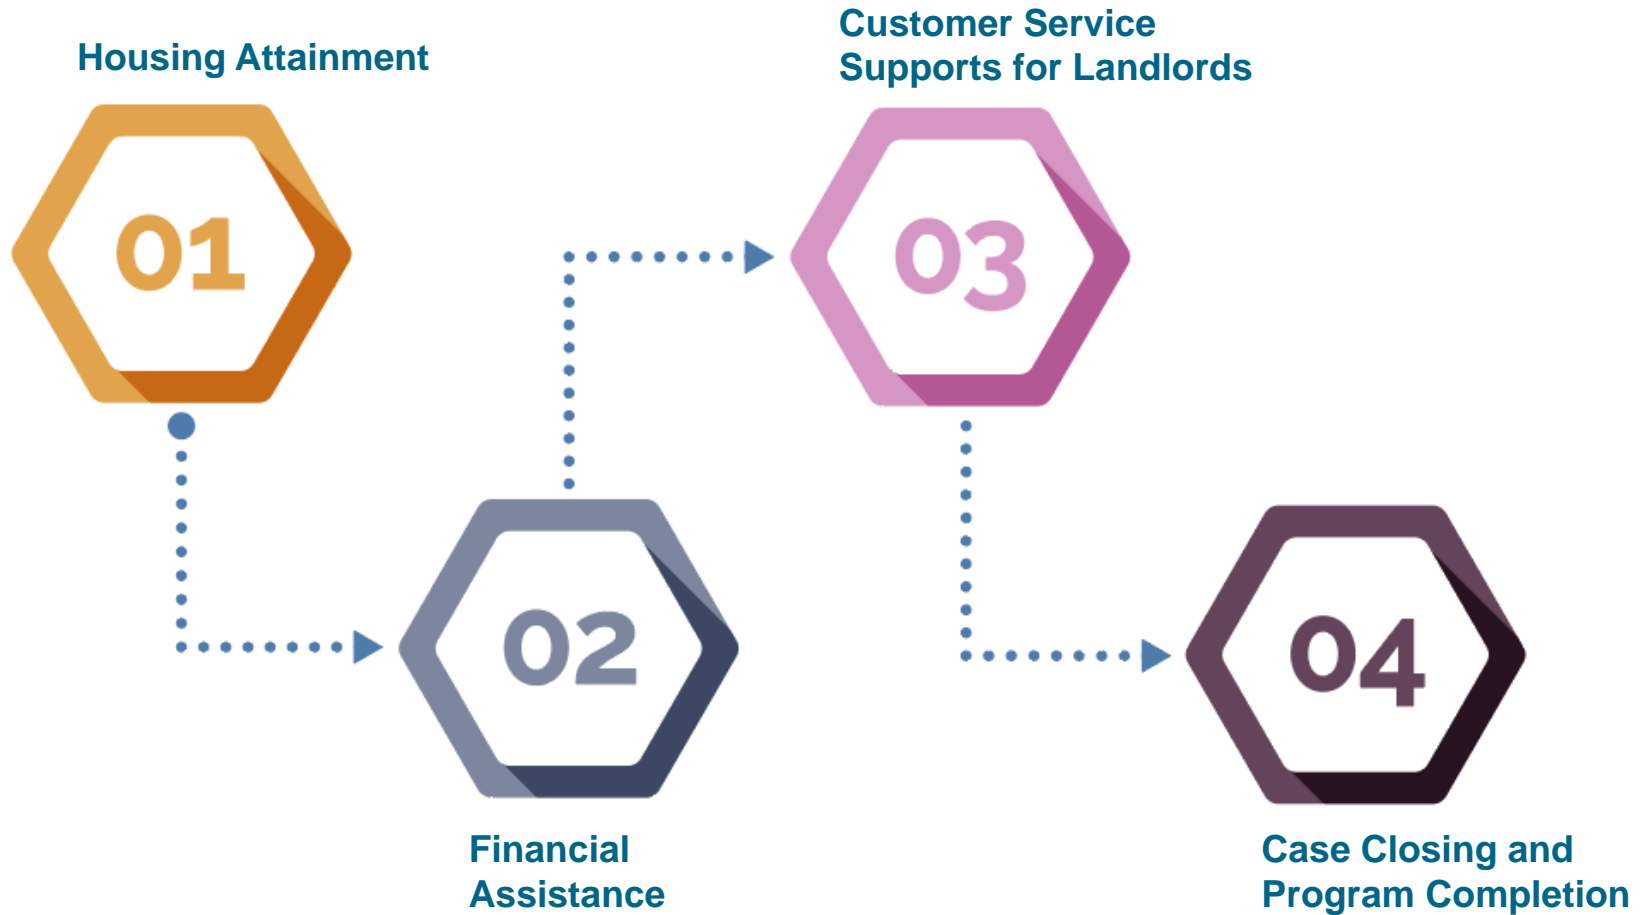 Housing Attainment
01
02
Financial
Assistance
Customer Service
Supports for Landlords
03
04
Case Closing and
Program Completion